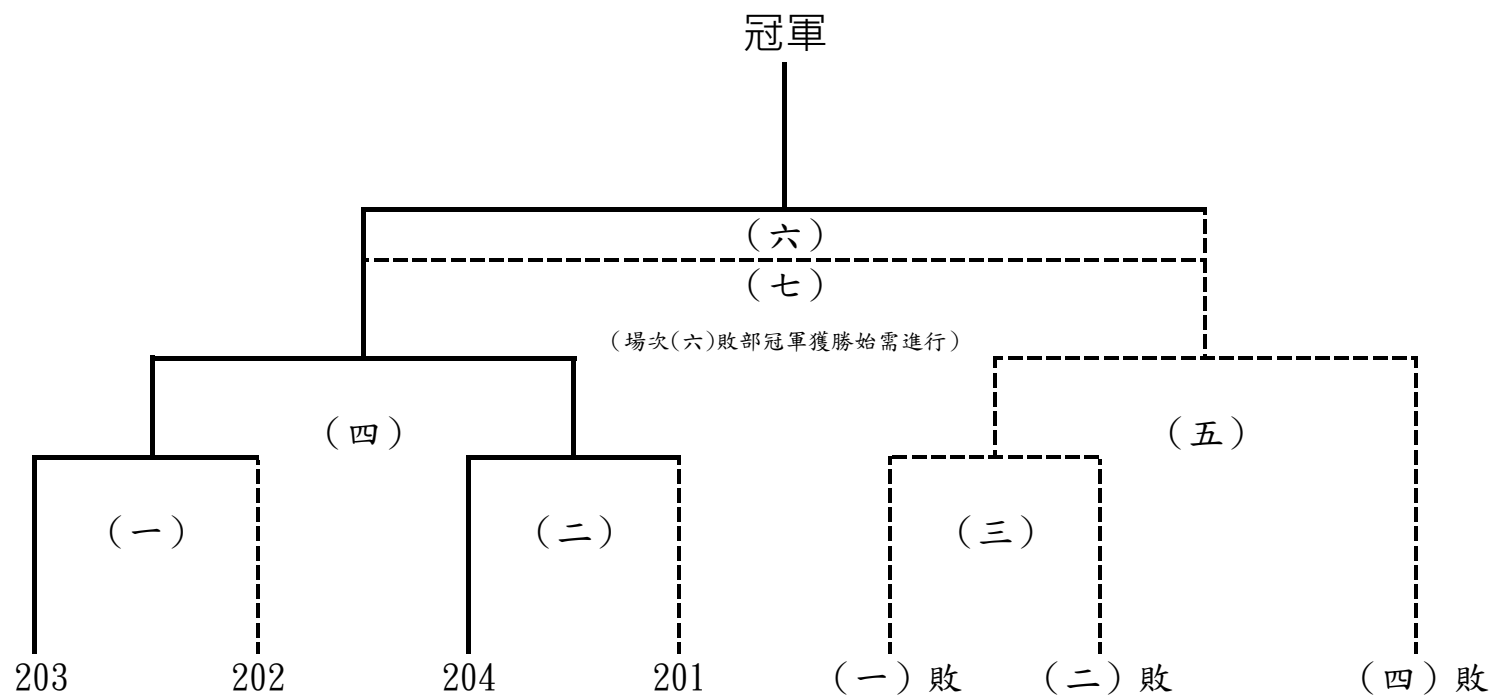 冠軍
（六）
（七）
（場次(六)敗部冠軍獲勝始需進行）
（四） （五）
（一） （二） （三）
203 202 204 201 （一）敗 （二）敗 （四）敗